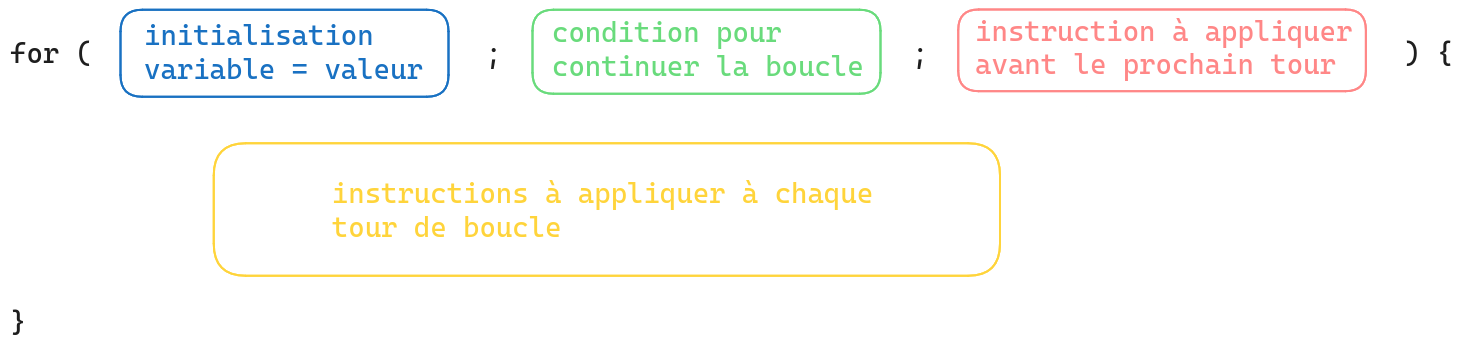 for ( initialisation variable = valeur ; condition pour continuer la boucle ; instruction à appliquer avant le prochain tour ) {
instructions à appliquer à chaque
tour de boucle
}